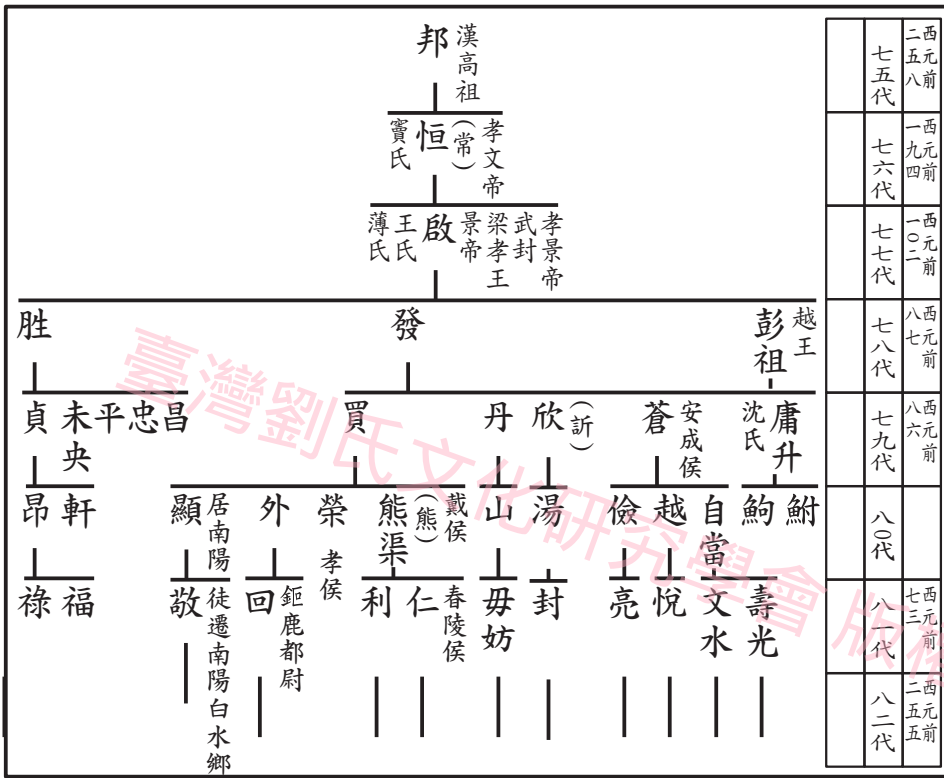 西元前二五八
七五代
漢高祖
邦
西元前一九四
七六代
孝文帝
(常)
恒
竇氏
西元前一〇二
七七代
孝景帝
武封
梁孝王
景帝
啟
王氏
薄氏
西元前八七
七八代
越王
彭祖
發
胜
西元前八六
七九代
庸升
沈氏
安成侯
蒼
(訢)
欣
丹
買
昌
忠
平
未央
貞
八〇代
鮒
鮈
自當
越
儉
湯
山
戴侯
(熊)
熊渠
榮
孝侯
外
居南陽
顯
軒
昂
西元前七三
八一代
壽光
文水
悅
亮
封
毋妨
春陵侯
仁
利
鉅鹿都尉
回
徒遷南陽白水鄉
敬
福
祿
西元前二五五
八二代
臺灣劉氏文化研究學會 版權